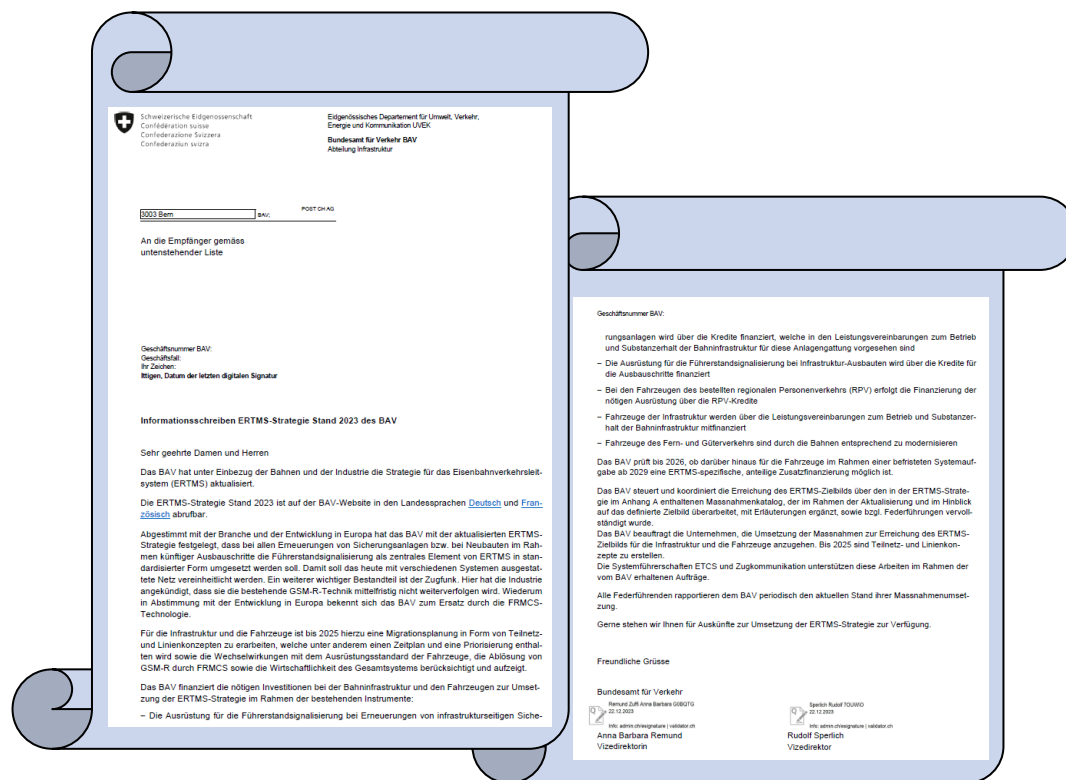 Schweizerische Eidgenossenschaft
Confédération suisse
Confederazione Svizzera
Confederaziun svizra
Eidgenössisches Departement für Umwelt, Verkehr,
Energie und Kommunikation UVEK
Bundesamt für Verkehr BAV
Abteilung Infrastruktur
POST CH AG
3003 Bern BAV;
An die Empfänger gemäss
untenstehender Liste
Geschäftsnummer BAV:
Geschäftsfall:
Ihr Zeichen:
Ittigen, Datum der letzten digitalen Signatur
Informationsschreiben ERTMS-Strategie Stand 2023 des BAV
Sehr geehrte Damen und Herren
Das BAV hat unter Einbezug der Bahnen und der Industrie die Strategie für das Eisenbahnverkehrsleit-
system (ERTMS) aktualisiert.
Die ERTMS-Strategie Stand 2023 ist auf der BAV-Website in den Landessprachen Deutsch und Fran-
zösisch abrufbar.
Abgestimmt mit der Branche und der Entwicklung in Europa hat das BAV mit der aktualisierten ERTMS-
Strategie festgelegt, dass bei allen Erneuerungen von Sicherungsanlagen bzw. bei Neubauten im Rah-
men künftiger Ausbauschritte die Führerstandsignalisierung als zentrales Element von ERTMS in stan-
dardisierter Form umgesetzt werden soll. Damit soll das heute mit verschiedenen Systemen ausgestat-
tete Netz vereinheitlicht werden. Ein weiterer wichtiger Bestandteil ist der Zugfunk. Hier hat die Industrie
angekündigt, dass sie die bestehende GSM-R-Technik mittelfristig nicht weiterverfolgen wird. Wiederum
in Abstimmung mit der Entwicklung in Europa bekennt sich das BAV zum Ersatz durch die FRMCS-
Technologie.
Für die Infrastruktur und die Fahrzeuge ist bis 2025 hierzu eine Migrationsplanung in Form von Teilnetz-
und Linienkonzepten zu erarbeiten, welche unter anderem einen Zeitplan und eine Priorisierung enthal-
ten wird sowie die Wechselwirkungen mit dem Ausrüstungsstandard der Fahrzeuge, die Ablösung von
GSM-R durch FRMCS sowie die Wirtschaftlichkeit des Gesamtsystems berücksichtigt und aufzeigt.
Das BAV finanziert die nötigen Investitionen bei der Bahninfrastruktur und den Fahrzeugen zur Umset-
zung der ERTMS-Strategie im Rahmen der bestehenden Instrumente:
– Die Ausrüstung für die Führerstandsignalisierung bei Erneuerungen von infrastrukturseitigen Siche-
Geschäftsnummer BAV:
rungsanlagen wird über die Kredite finanziert, welche in den Leistungsvereinbarungen zum Betrieb
und Substanzerhalt der Bahninfrastruktur für diese Anlagengattung vorgesehen sind
– Die Ausrüstung für die Führerstandsignalisierung bei Infrastruktur-Ausbauten wird über die Kredite für
die Ausbauschritte finanziert
– Bei den Fahrzeugen des bestellten regionalen Personenverkehrs (RPV) erfolgt die Finanzierung der
nötigen Ausrüstung über die RPV-Kredite
– Fahrzeuge der Infrastruktur werden über die Leistungsvereinbarungen zum Betrieb und Substanzer-
halt der Bahninfrastruktur mitfinanziert
– Fahrzeuge des Fern- und Güterverkehrs sind durch die Bahnen entsprechend zu modernisieren
Das BAV prüft bis 2026, ob darüber hinaus für die Fahrzeuge im Rahmen einer befristeten Systemauf-
gabe ab 2029 eine ERTMS-spezifische, anteilige Zusatzfinanzierung möglich ist.
Das BAV steuert und koordiniert die Erreichung des ERTMS-Zielbilds über den in der ERTMS-Strate-
gie im Anhang A enthaltenen Massnahmenkatalog, der im Rahmen der Aktualisierung und im Hinblick
auf das definierte Zielbild überarbeitet, mit Erläuterungen ergänzt, sowie bzgl. Federführungen vervoll-
ständigt wurde.
Das BAV beauftragt die Unternehmen, die Umsetzung der Massnahmen zur Erreichung des ERTMS-
Zielbilds für die Infrastruktur und die Fahrzeuge anzugehen. Bis 2025 sind Teilnetz- und Linienkon-
zepte zu erstellen.
Die Systemführerschaften ETCS und Zugkommunikation unterstützen diese Arbeiten im Rahmen der
vom BAV erhaltenen Aufträge.
Alle Federführenden rapportieren dem BAV periodisch den aktuellen Stand ihrer Massnahmenumset-
zung.
Gerne stehen wir Ihnen für Auskünfte zur Umsetzung der ERTMS-Strategie zur Verfügung.
Freundliche Grüsse
Bundesamt für Verkehr
Remund Zulfi Anna Barbara G0BQTG
22.12.2023
Info: admin.ch/esignature | validator.ch
Anna Barbara Remund
Vizedirektorin
Sperlich Rudolf
22.12.2023
Info: admin.ch/esignature | validator.ch
Rudolf Sperlich
Vizedirektor